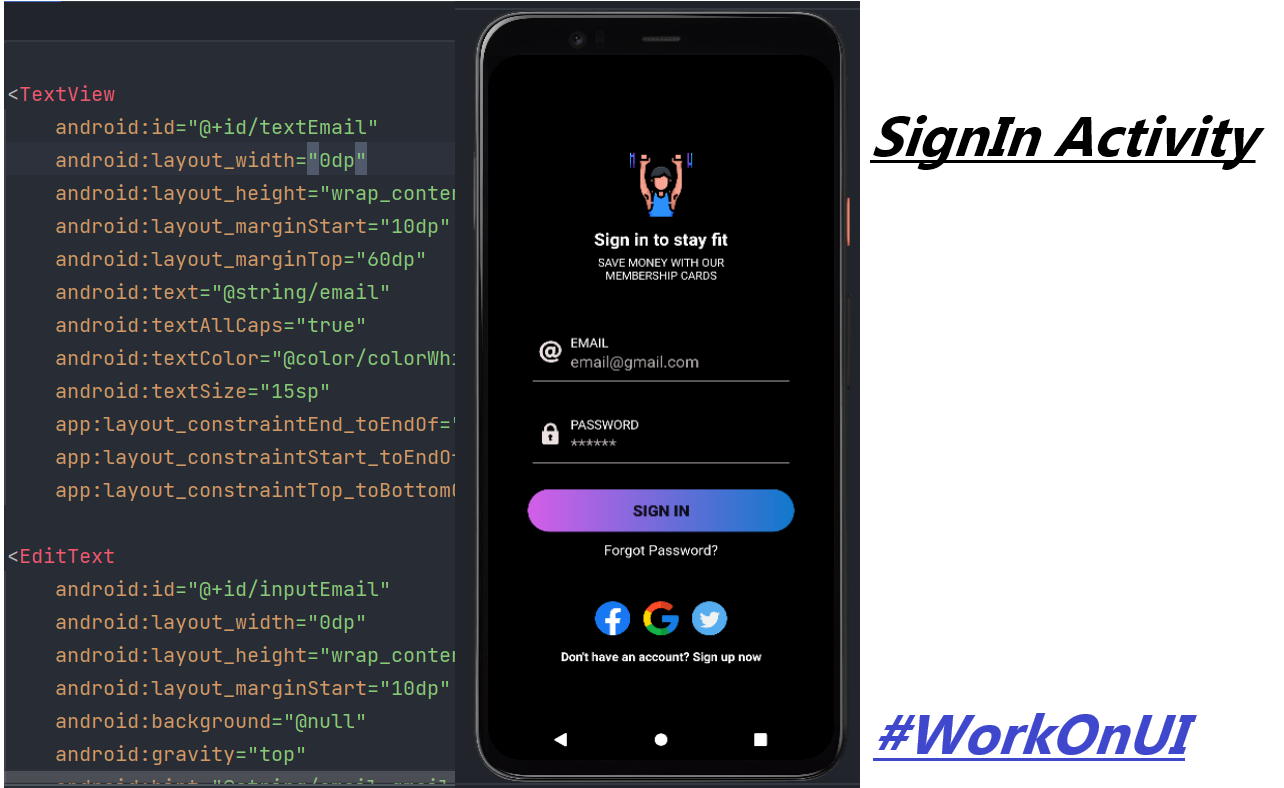 <TextView
android:id="@+id/textEmail"
android:layout_width="0dp"
android:layout_height="wrap_conten
android:layout_marginStart="10dp"
android:layout_marginTop="60dp"
android:text="@string/email"
android:textAllCaps="true"
android:textColor="@color/colorWhi
android:textSize="15sp"
app:layout_constraintEnd_toEndOf="
app:layout_constraintStart_toEndOf
app:layout_constraintTop_toBottomO
<EditText
android:id="@+id/inputEmail"
android:layout_width="0dp"
android:layout_height="wrap_conten
android:layout_marginStart="10dp"
android:background="@null"
android:gravity="top"
M W
Sign in to stay fit
SAVE MONEY WITH OUR
MEMBERSHIP CARDS
@ EMAIL
email@gmail.com
PASSWORD
******
SIGN IN
Forgot Password?
f G
Don't have an account? Sign up now
SignIn Activity
#WorkOnUI